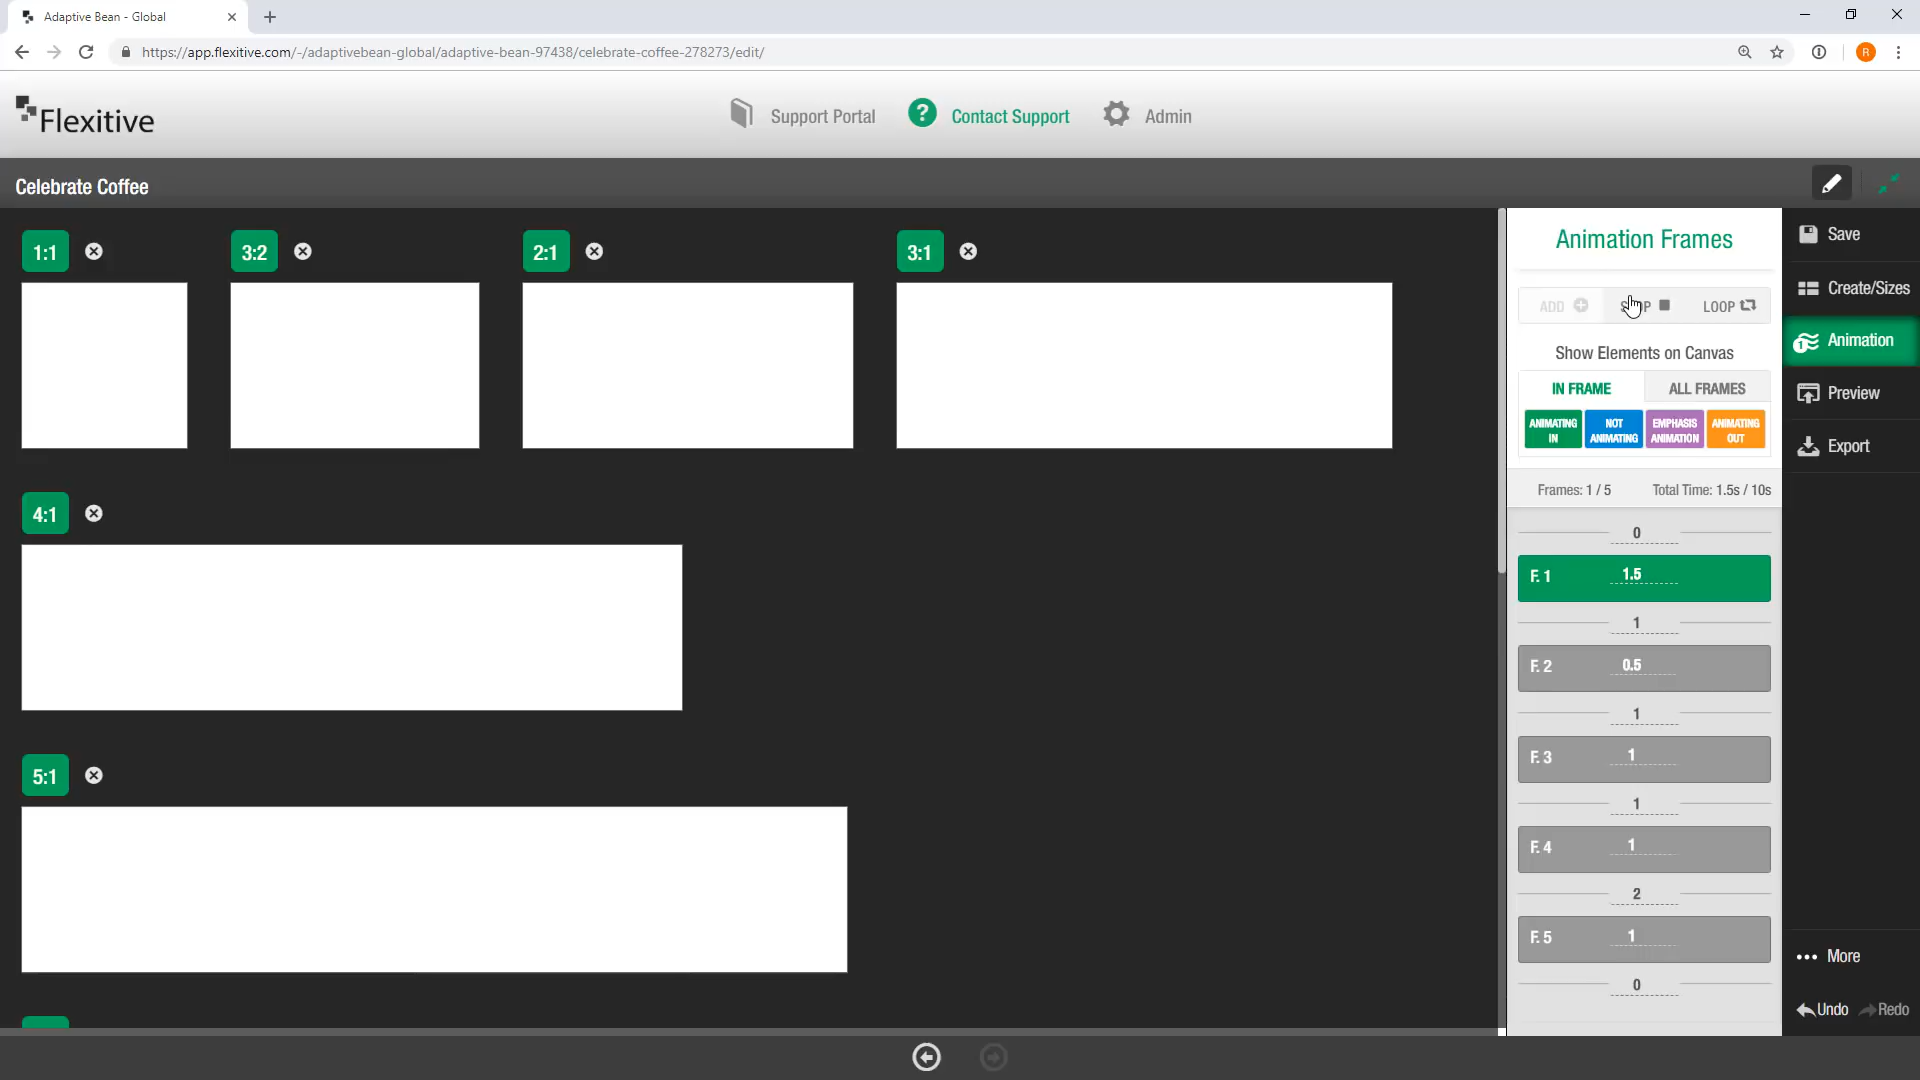 Adaptive Bean - Global
https://app.flexitive.com/-/adaptivebean-global/adaptive-bean-97438/celebrate-coffee-278273/edit/
R
Flexitive
Support Portal
? Contact Support
Admin
Celebrate Coffee
1:1
3:2
2:1
3:1
4:1
5:1
Animation Frames
ADD
LOOP
Show Elements on Canvas
IN FRAME
ALL FRAMES
ANIMATING IN
NOT ANIMATING
EMPHASIS ANIMATION
ANIMATING OUT
Frames: 1 / 5
Total Time: 1.5s / 10s
0
F. 1 1.5
1
F. 2 0.5
1
F. 3 1
1
F. 4 1
2
F. 5 1
0
Save
Create/Sizes
1 Animation
Preview
Export
More
Undo
Redo